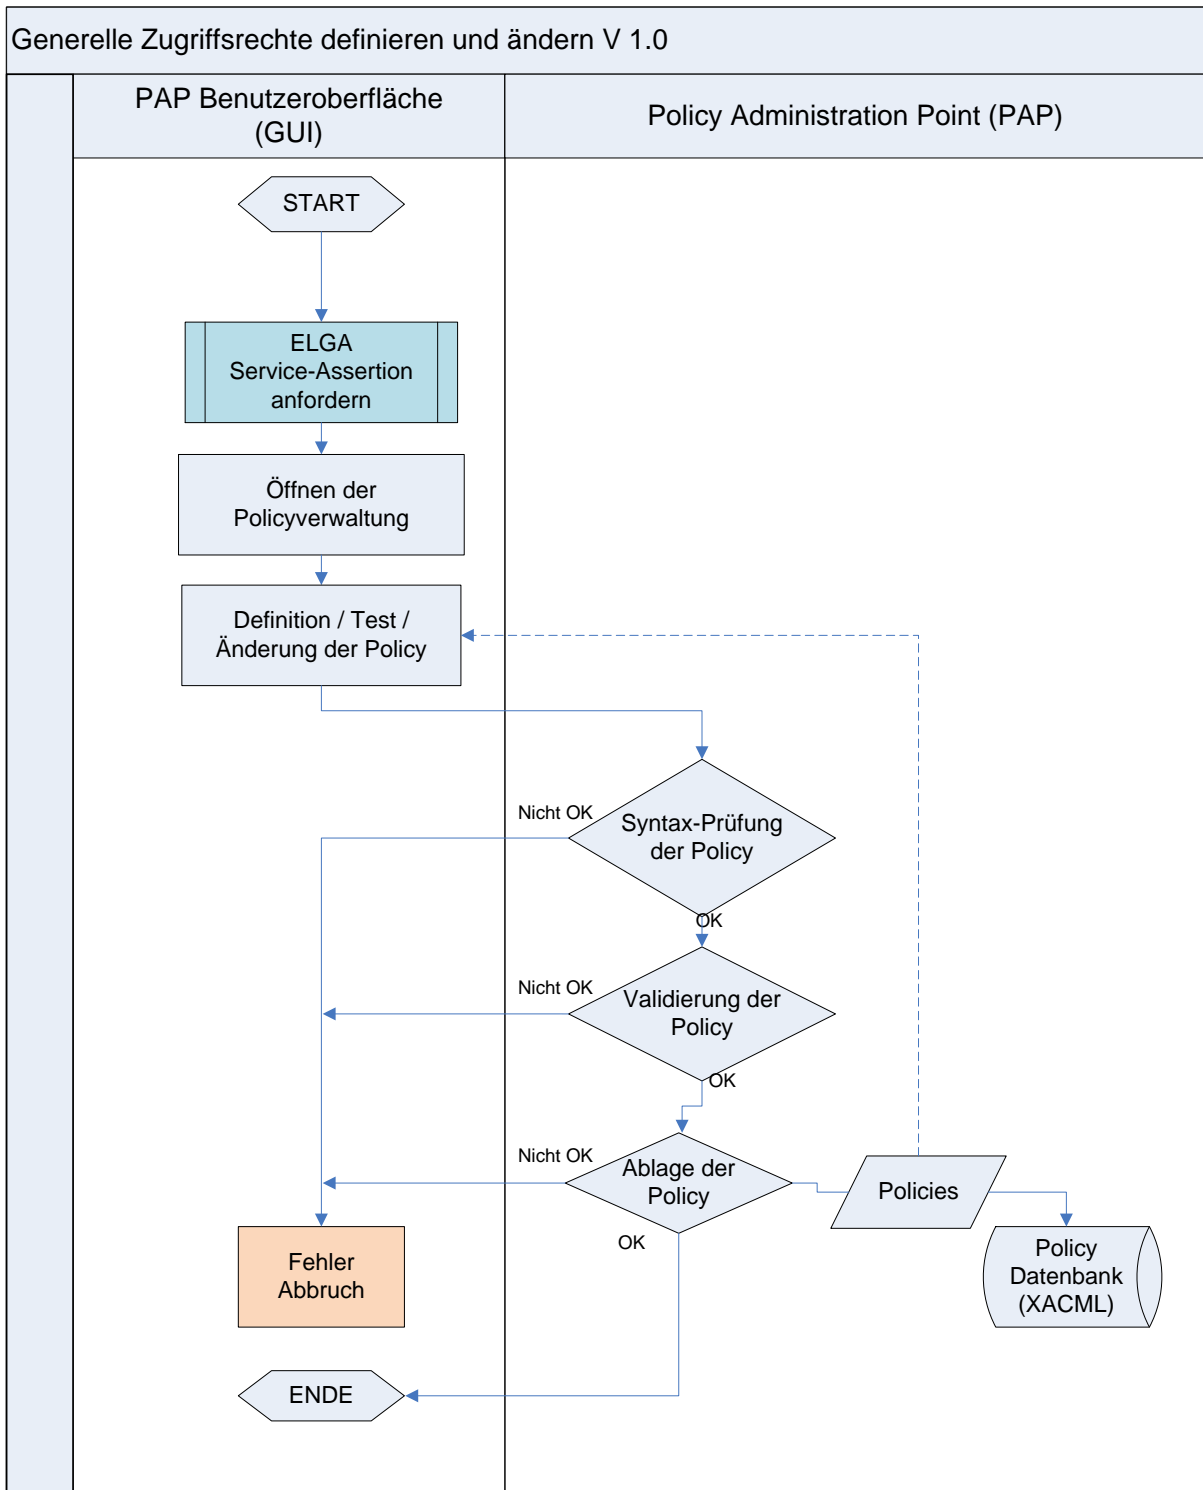 Generelle Zugriffsrechte definieren und ändern V 1.0
PAP Benutzeroberfläche
(GUI)
Policy Administration Point (PAP)
START
ELGA
Service-Assertion
anfordern
Öffnen der
Policyverwaltung
Definition / Test /
Änderung der Policy
Nicht OK
Syntax-Prüfung
der Policy
OK
Nicht OK
Validierung der
Policy
OK
Nicht OK
Ablage der
Policy
Policies
OK
Fehler
Abbruch
Policy
Datenbank
(XACML)
ENDE